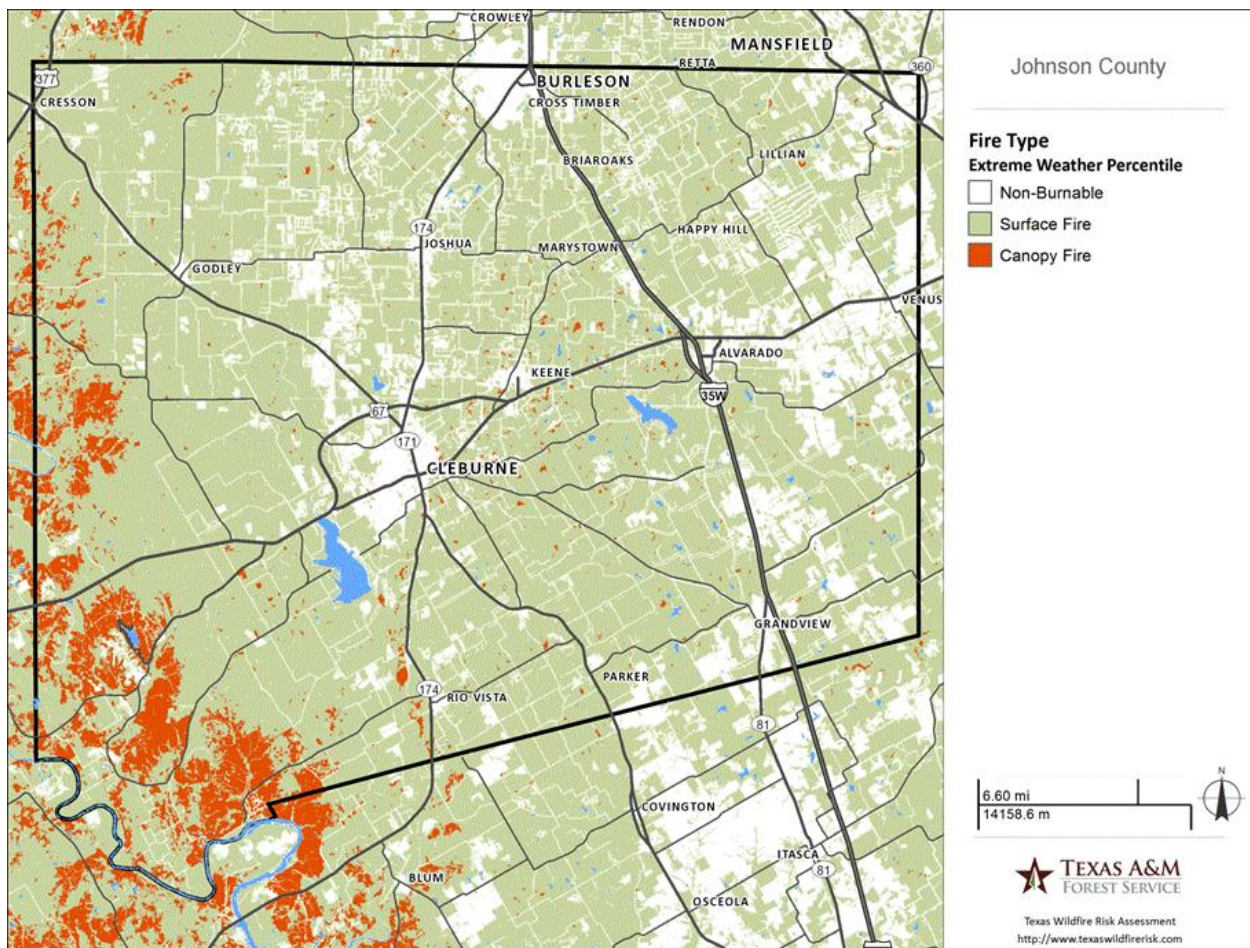 CROWLEY
RENDON
MANSFIELD
RETTA
377
360
BURLESON
CRESSON
CROSS TIMBER
BRIAROAKS
LILLIAN
174
HAPPY HILL
JOSHUA
MARYSTOWN
GODLEY
VENUS
ALVARADO
KEENE
35W
67
171
CLEBURNE
GRANDVIEW
PARKER
174
RIO VISTA
81
COVINGTON
ITASCA
81
BLUM
OSCEOLA
Johnson County
Fire Type
Extreme Weather Percentile
Non-Burnable
Surface Fire
Canopy Fire
6.60 mi
14158.6 m
N
TEXAS A&M
FOREST SERVICE
Texas Wildfire Risk Assessment
http://www.texaswildfirerisk.com